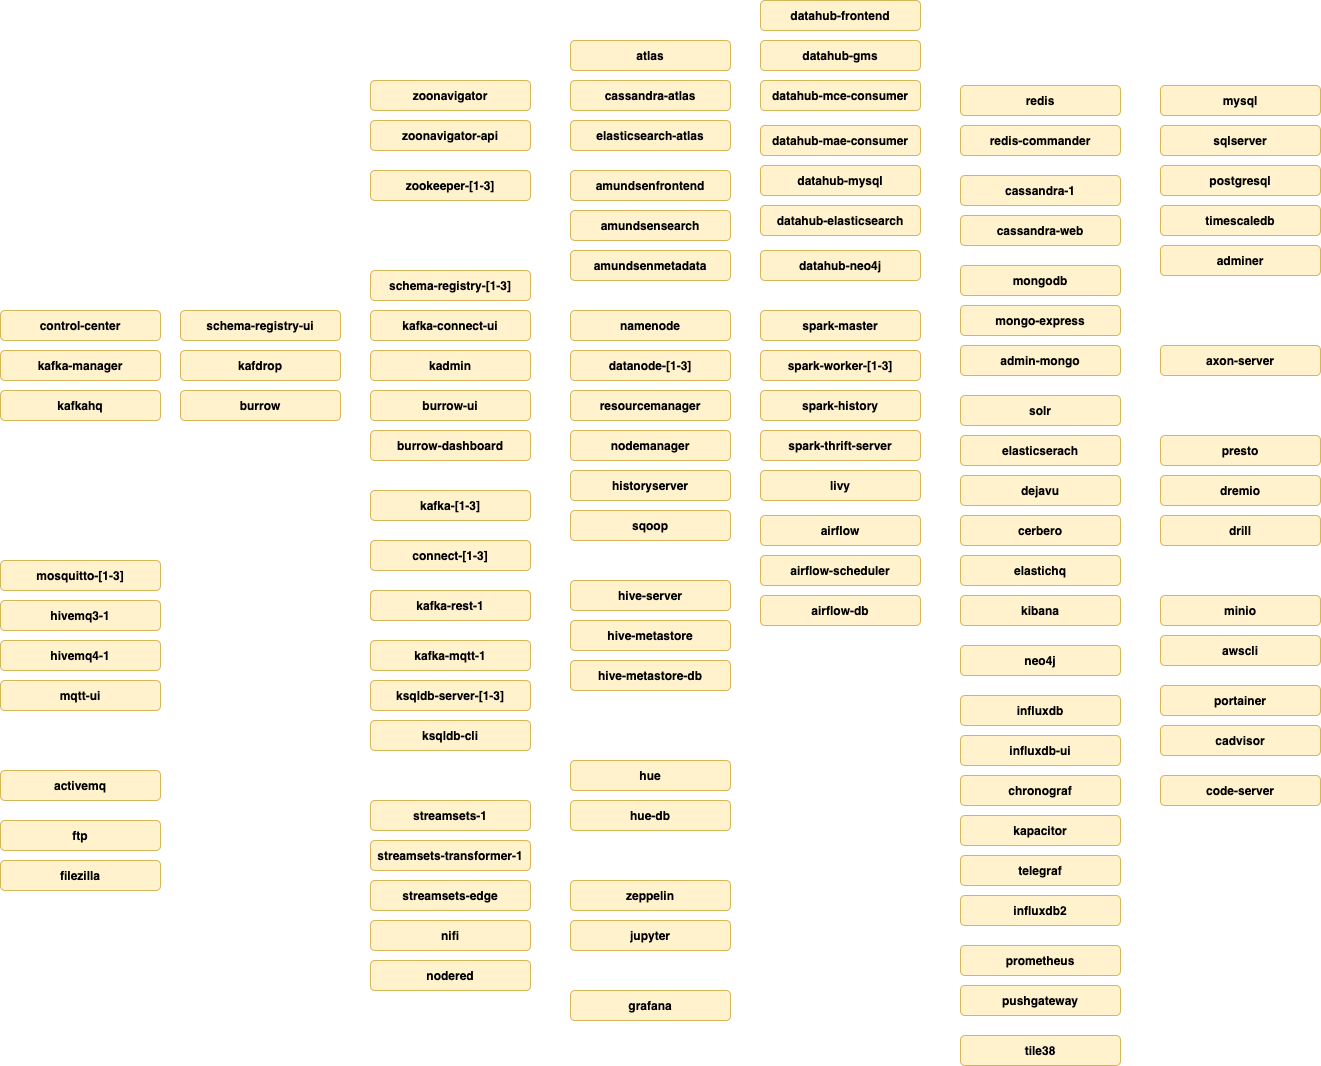 control-center
kafka-manager
kafkahq
mosquitto-[1-3]
hivemq3-1
hivemq4-1
mqtt-ui
activemq
ftp
filezilla
schema-registry-ui
kafdrop
burrow
zoonavigator
zoonavigator-api
zookeeper-[1-3]
schema-registry-[1-3]
kafka-connect-ui
kadmin
burrow-ui
burrow-dashboard
kafka-[1-3]
connect-[1-3]
kafka-rest-1
kafka-mqtt-1
ksqldb-server-[1-3]
ksqldb-cli
streamsets-1
streamsets-transformer-1
streamsets-edge
nifi
nodered
atlas
cassandra-atlas
elasticsearch-atlas
amundsenfrontend
amundsensearch
amundsenmetadata
namenode
datanode-[1-3]
resourcemanager
nodemanager
historyserver
sqoop
hive-server
hive-metastore
hive-metastore-db
hue
hue-db
zeppelin
jupyter
grafana
datahub-frontend
datahub-gms
datahub-mce-consumer
datahub-mae-consumer
datahub-mysql
datahub-elasticsearch
datahub-neo4j
spark-master
spark-worker-[1-3]
spark-history
spark-thrift-server
livy
airflow
airflow-scheduler
airflow-db
redis
redis-commander
cassandra-1
cassandra-web
mongodb
mongo-express
admin-mongo
solr
elasticserach
dejavu
cerbero
elastichq
kibana
neo4j
influxdb
influxdb-ui
chronograf
kapacitor
telegraf
influxdb2
prometheus
pushgateway
tile38
mysql
sqlserver
postgresql
timescaledb
adminer
axon-server
presto
dremio
drill
minio
awscli
portainer
cadvisor
code-server